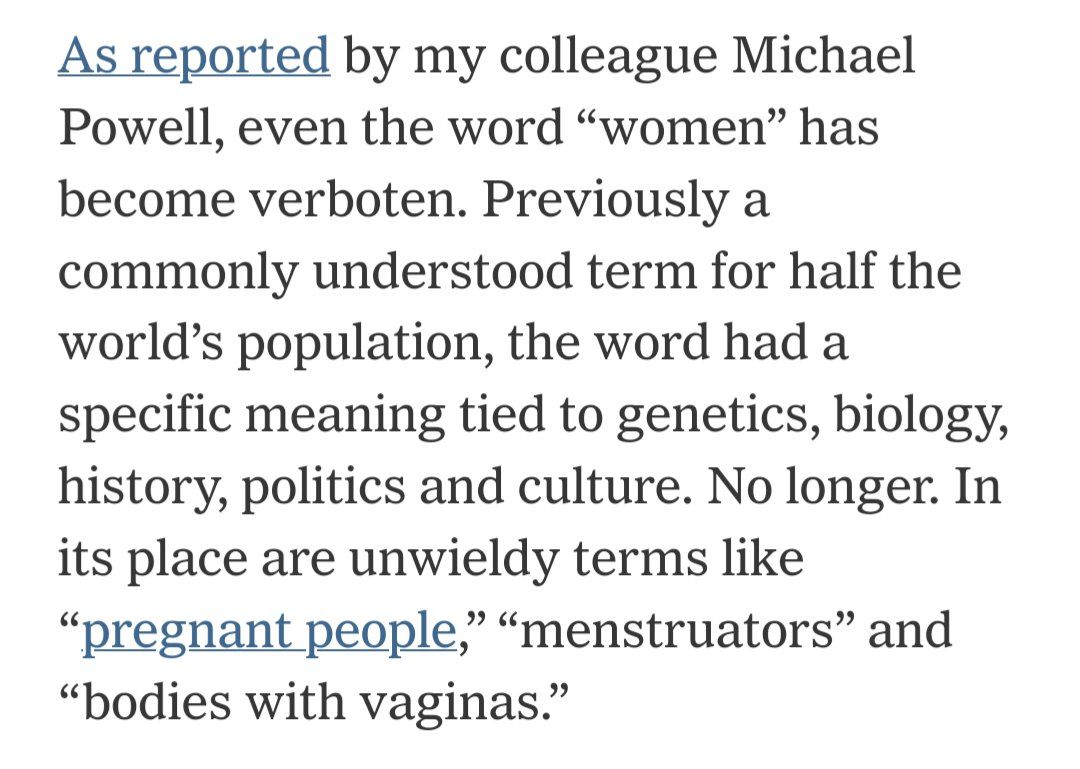 As reported by my colleague Michael
Powell, even the word “women” has
become verboten. Previously a
commonly understood term for half the
world’s population, the word had a
specific meaning tied to genetics, biology,
history, politics and culture. No longer. In
its place are unwieldy terms like
“pregnant people,” “menstruators” and
“bodies with vaginas.”